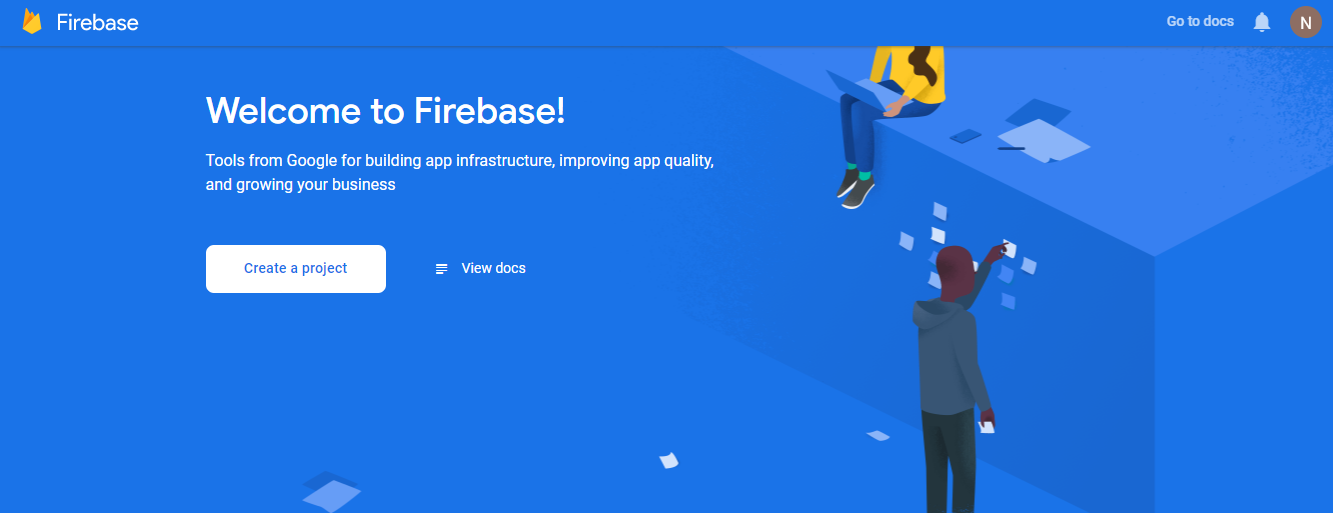 Firebase
Go to docs
N
Welcome to Firebase!
Tools from Google for building app infrastructure, improving app quality,
and growing your business
Create a project
View docs